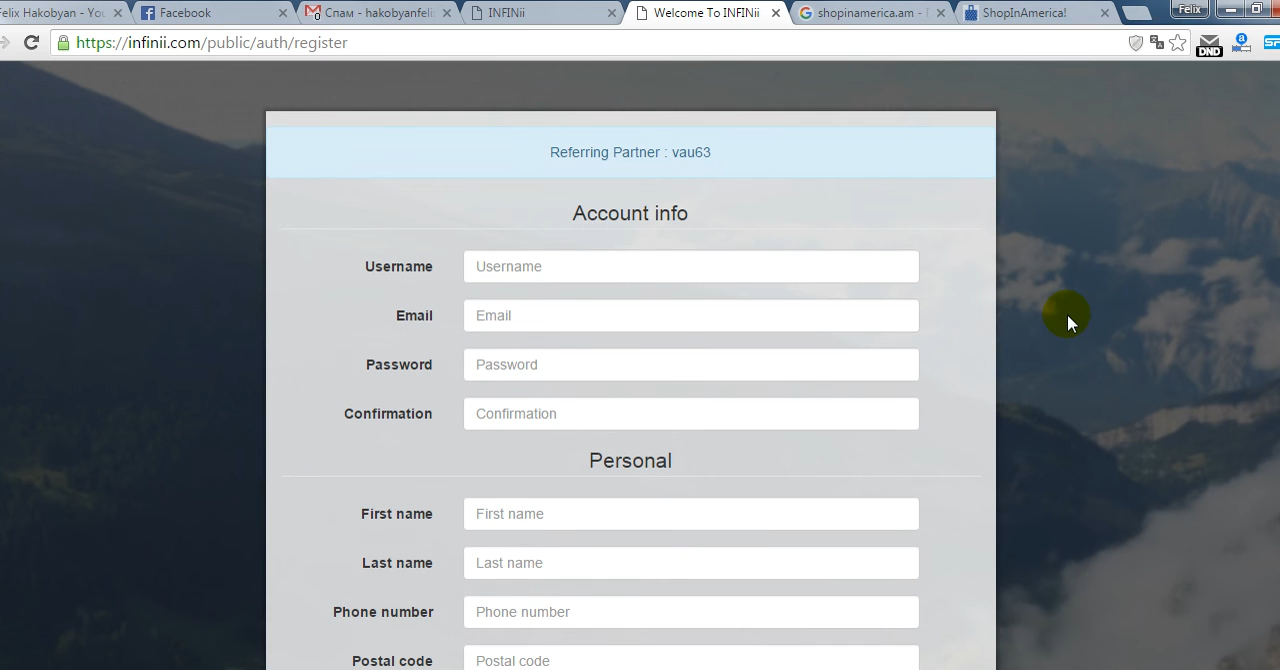 Felix Hakobyan - You
Facebook
Спам - hakobyanfeli
INFINii
Welcome To INFINii
shopinamerica.am -
ShopInAmerica!
Felix
https://infinii.com/public/auth/register
DND
Referring Partner : vau63
Account info
Username
Username
Email
Email
Password
Password
Confirmation
Confirmation
Personal
First name
First name
Last name
Last name
Phone number
Phone number
Postal code
Postal code